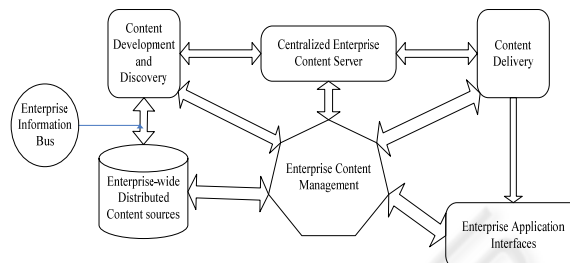 Content
Development
and
Discovery
Centralized Enterprise
Content Server
Content
Delivery
Enterprise
Information
Bus
Enterprise-wide
Distributed
Content sources
Enterprise Content
Management
Enterprise Application
Interfaces